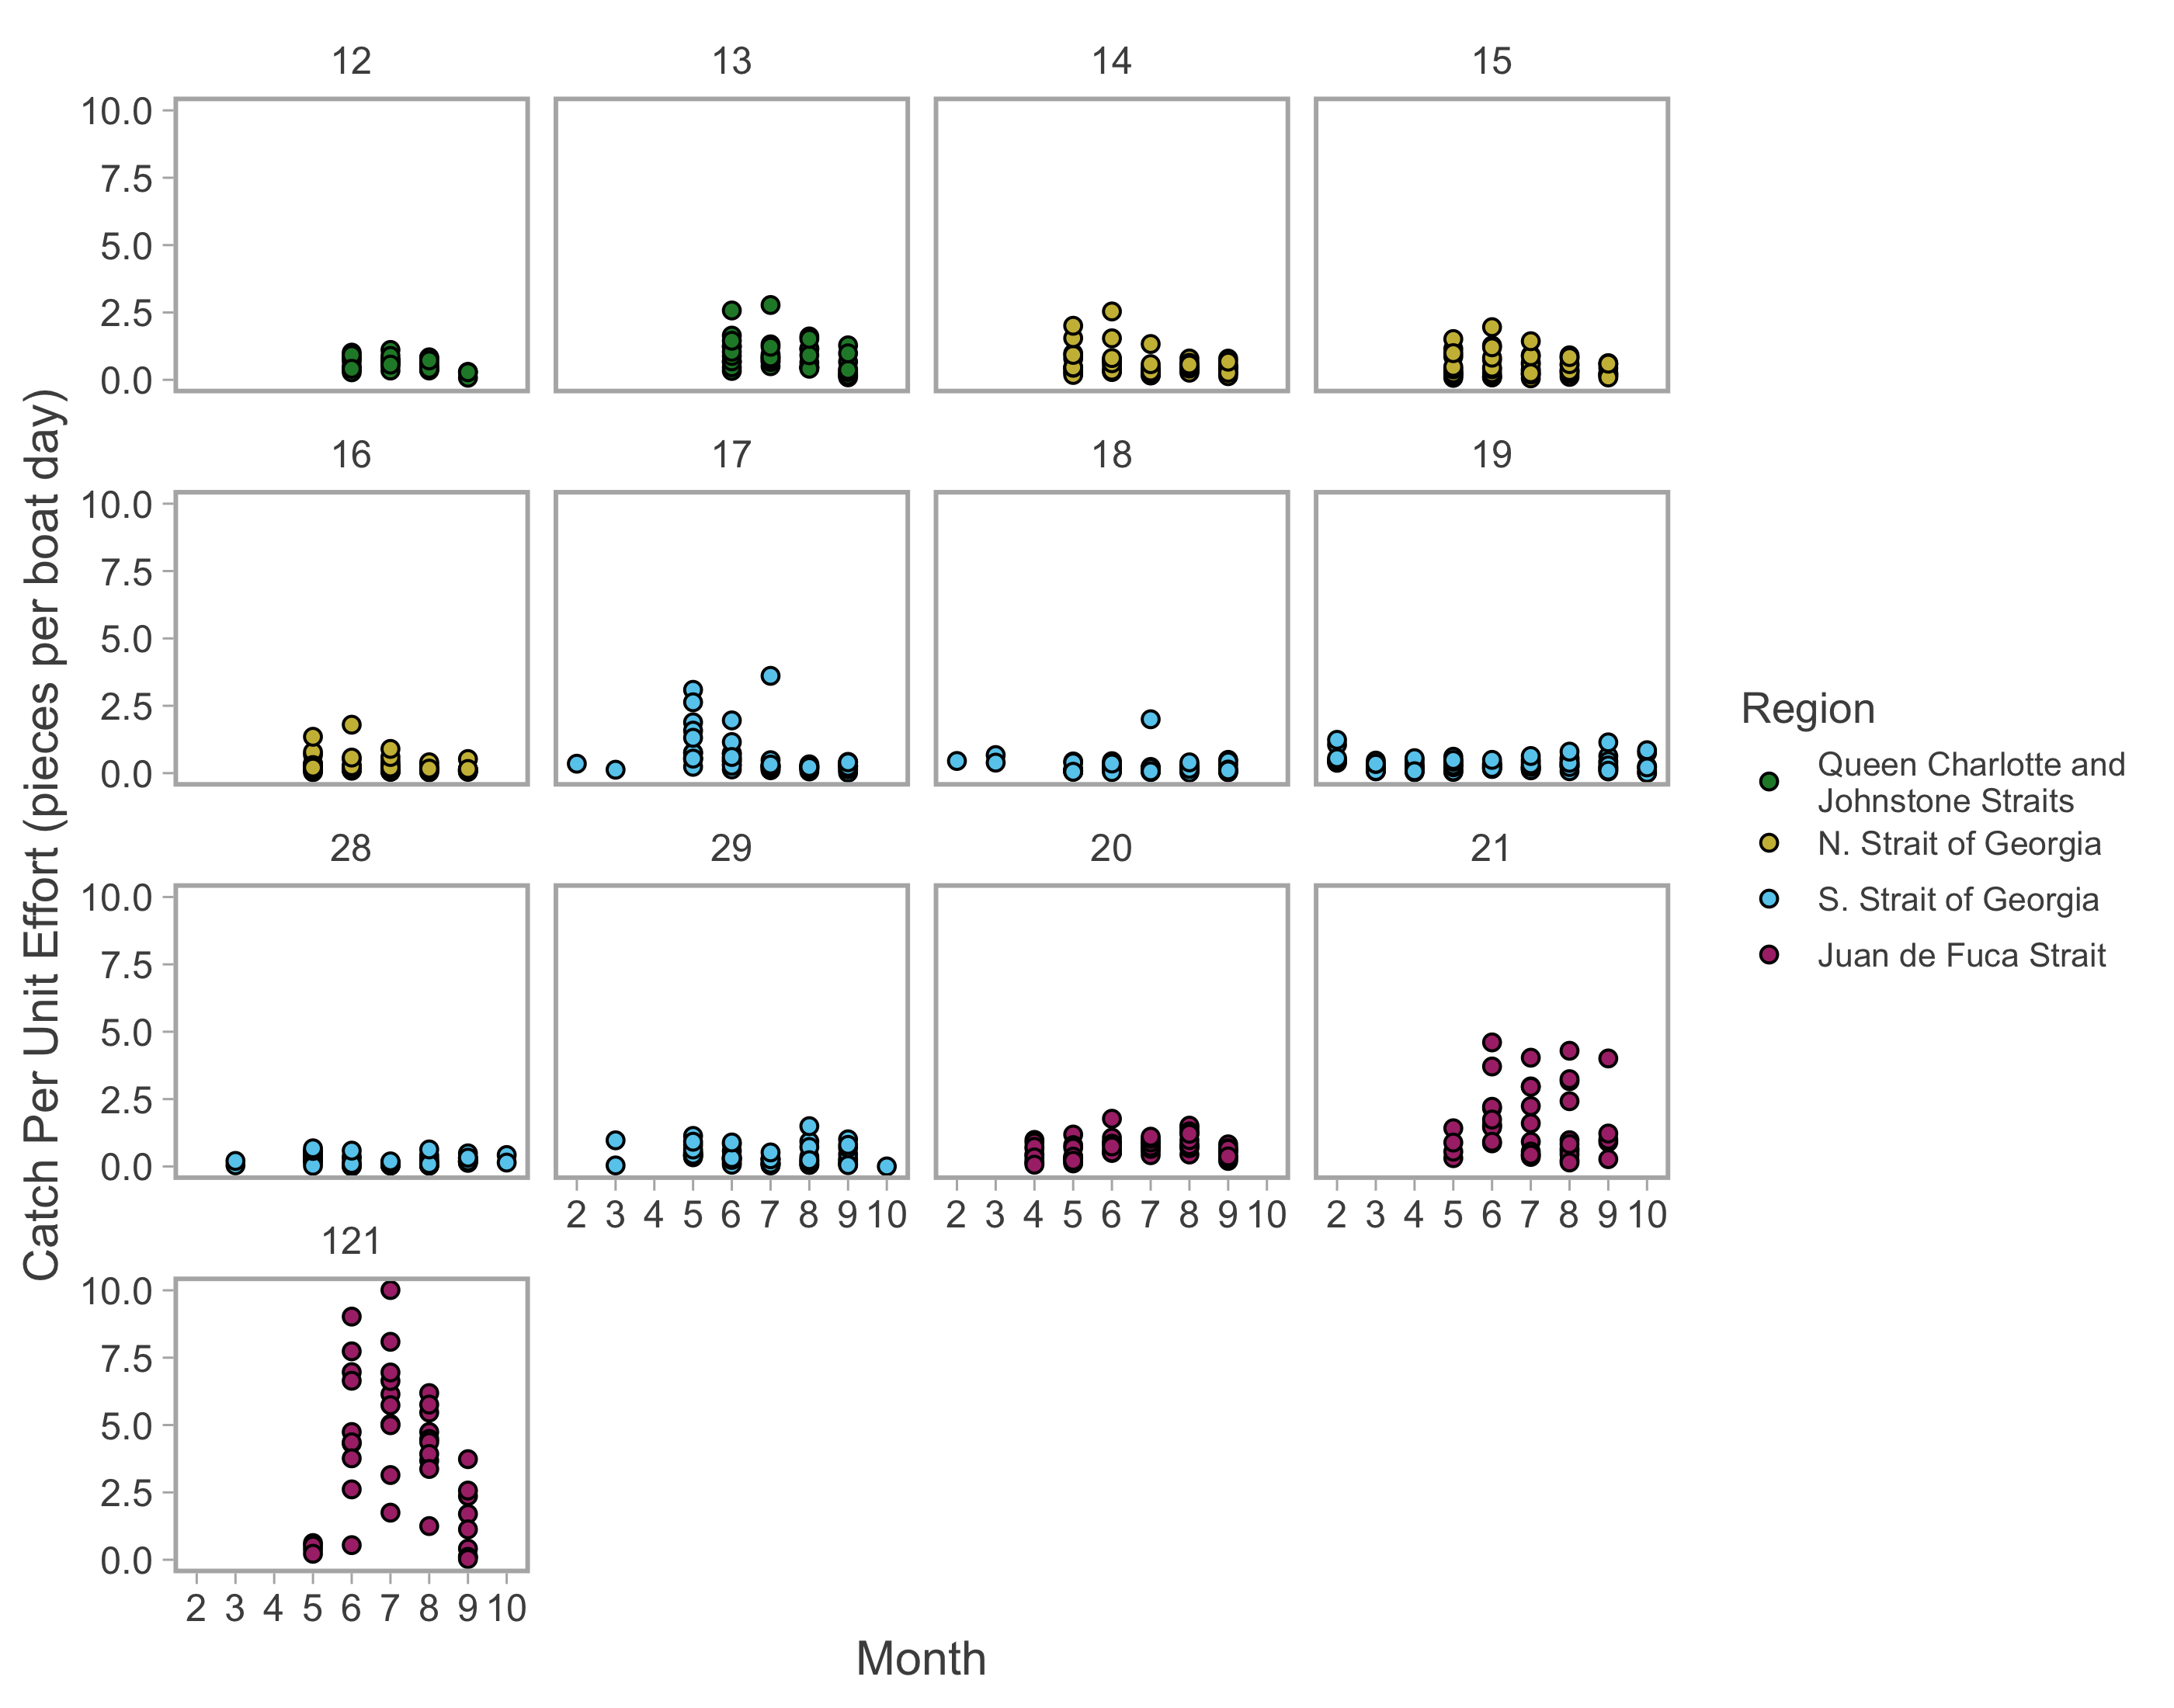 12 13 14 15
10.0
7.5
5.0
2.5
0.0
16 17 18 19
10.0
7.5
5.0
2.5
0.0
28 29 20 21
10.0
7.5
5.0
2.5
0.0
2 3 4 5 6 7 8 9 10 2 3 4 5 6 7 8 9 10 2 3 4 5 6 7 8 9 10
121
10.0
7.5
5.0
2.5
0.0
2 3 4 5 6 7 8 9 10
Month
Catch Per Unit Effort (pieces per boat day)
Region
Queen Charlotte and
Johnstone Straits
N. Strait of Georgia
S. Strait of Georgia
Juan de Fuca Strait